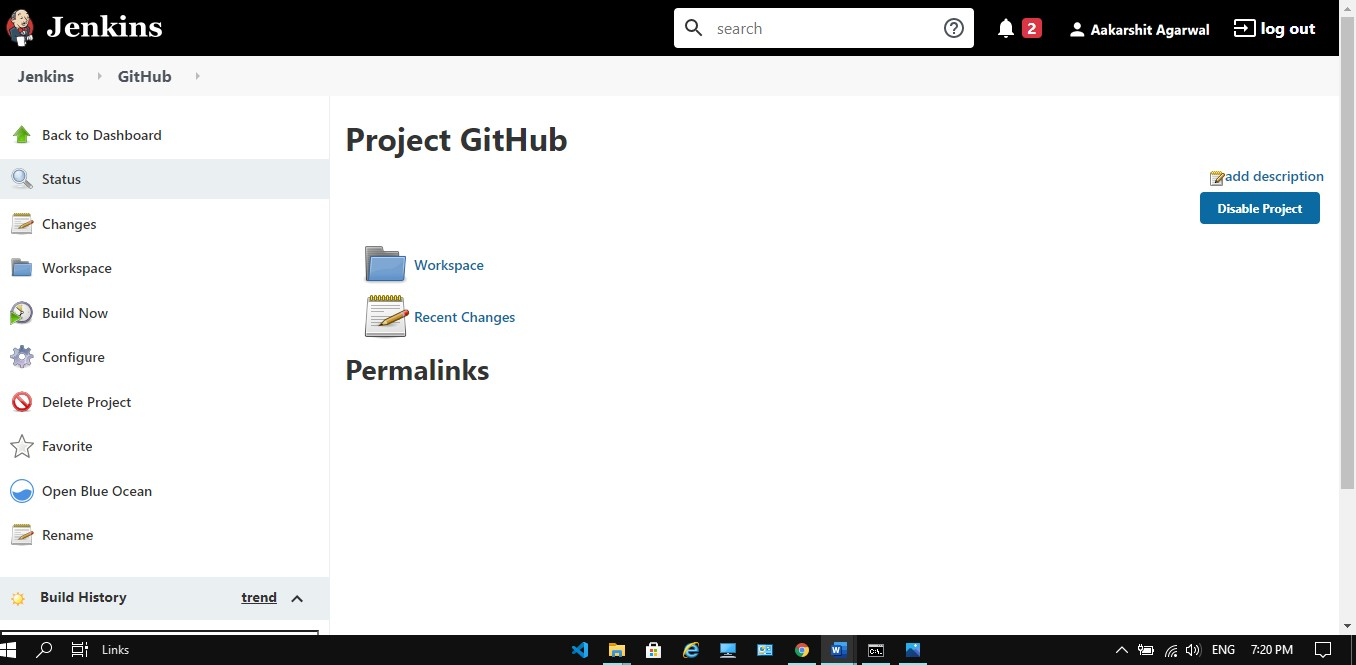 Jenkins
search
2
Aakarshit Agarwal
log out
Jenkins
GitHub
Back to Dashboard
Status
Changes
Workspace
Build Now
Configure
Delete Project
Favorite
Open Blue Ocean
Rename
Build History
trend
Project GitHub
add description
Disable Project
Workspace
Recent Changes
Permalinks
Links
ENG
7:20 PM